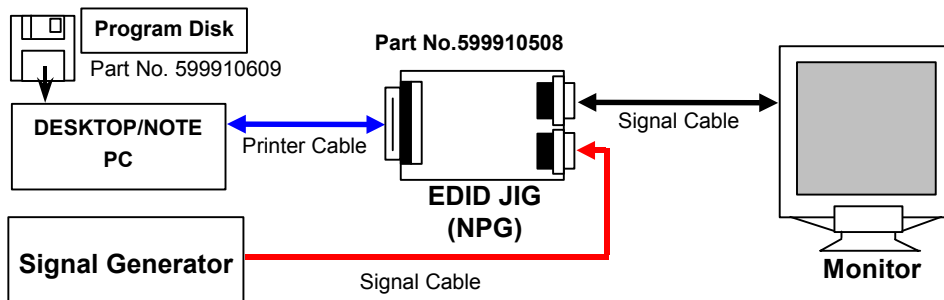 Program Disk
Part No. 599910609
Part No.599910508
DESKTOP/NOTE
PC
Printer Cable
Signal Cable
EDID JIG
(NPG)
Signal Generator
Signal Cable
Monitor